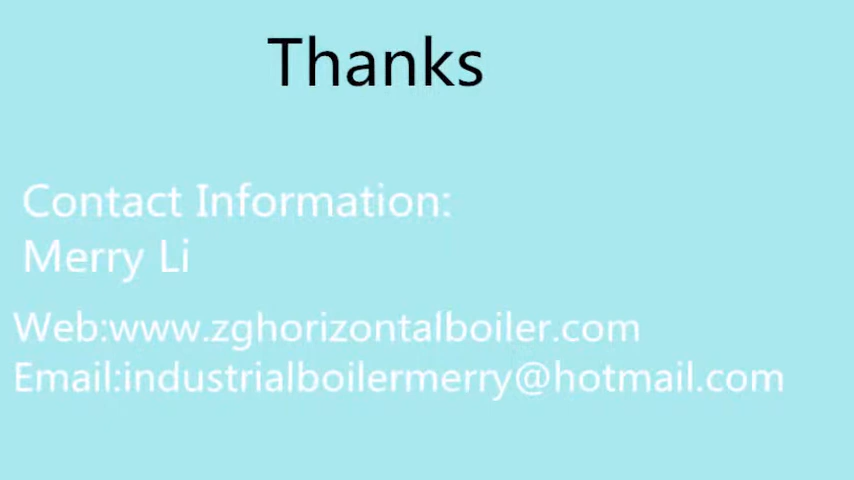 Thanks
Contact Information:
Merry Li
Web:www.zghorizontalboiler.com
Email:industrialboilermerry@hotmail.com